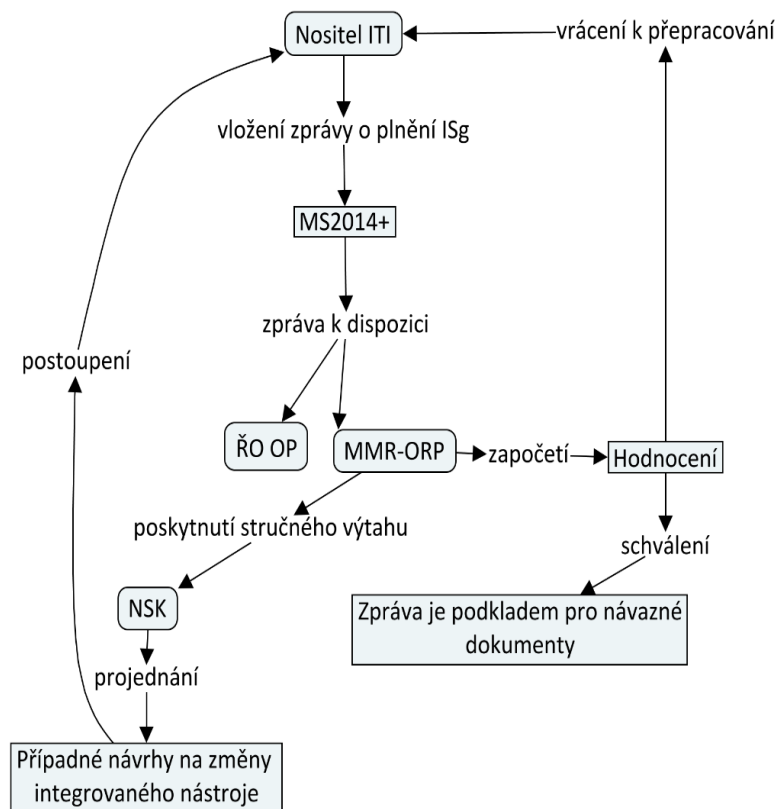 Nositel ITI
vrácení k přepracování
vložení zprávy o plnění ISg
MS2014+
zpráva k dispozici
postoupení
ŘO OP
MMR-ORP
započetí
Hodnocení
poskytnutí stručného výtahu
schválení
NSK
Zpráva je podkladem pro návazné
dokumenty
projednání
Případné návrhy na změny
integrovaného nástroje